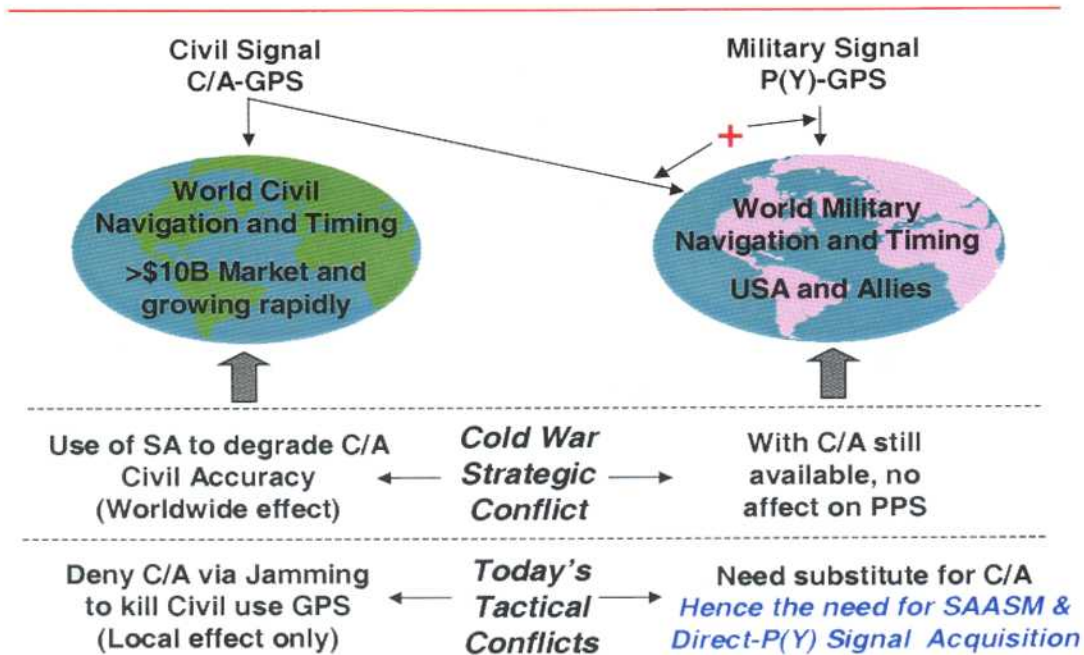 Civil Signal
C/A-GPS
Military Signal
P(Y)-GPS
+
World Civil
Navigation and Timing
>$10B Market and
growing rapidly
World Military
Navigation and Timing
USA and Allies
Use of SA to degrade C/A
Civil Accuracy
(Worldwide effect)
Cold War
Strategic
Conflict
With C/A still
available, no
affect on PPS
Deny C/A via Jamming
to kill Civil use GPS
(Local effect only)
Today's
Tactical
Conflicts
Need substitute for C/A
Hence the need for SAASM &
Direct-P(Y) Signal Acquisition